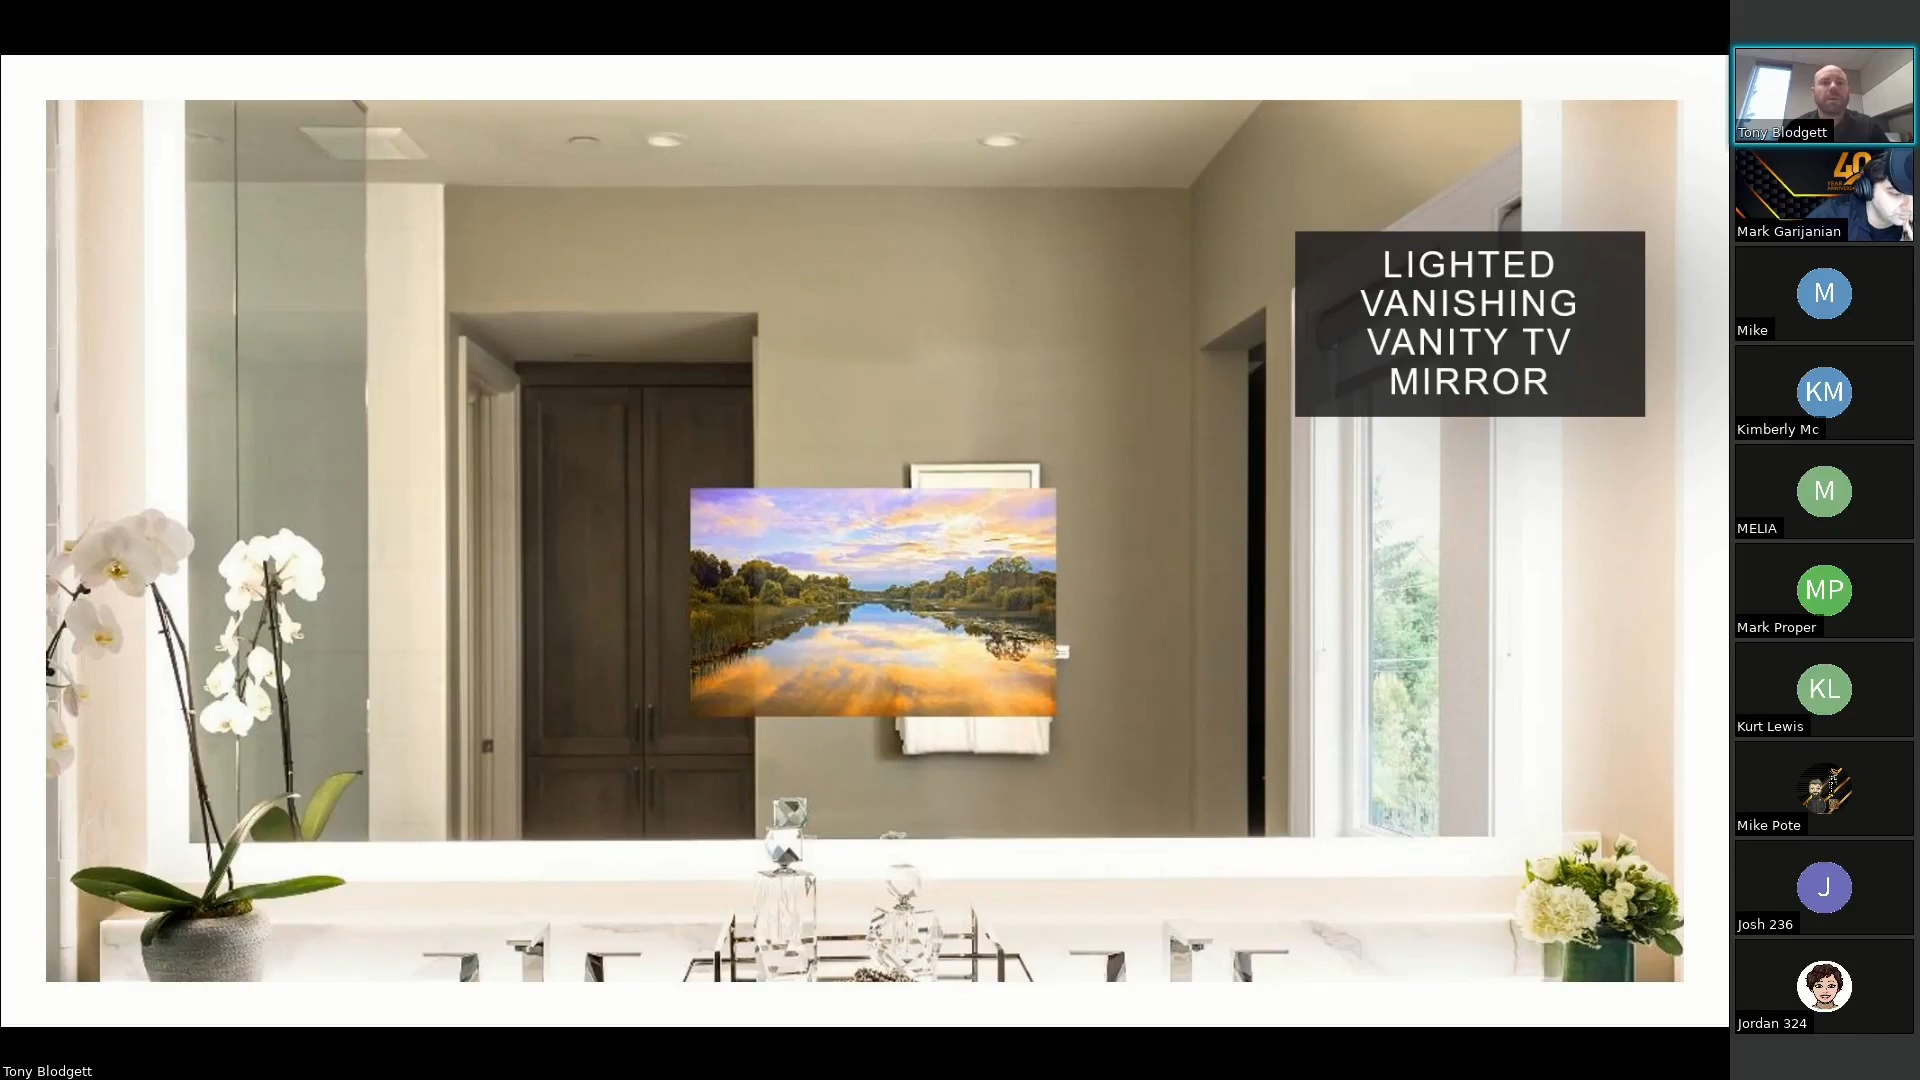 LIGHTED
VANISHING
VANITY TV
MIRROR
Tony Blodgett
40
Mark Garijanian
M
Mike
KM
Kimberly Mc
M
MELIA
MP
Mark Proper
KL
Kurt Lewis
Mike Pote
J
Josh 236
Jordan 324
Tony Blodgett